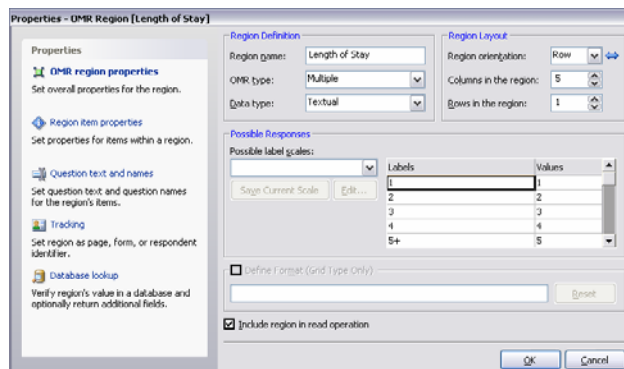 Properties - OMR Region [Length of Stay]
Properties
OMR region properties
Set overall properties for the region.
Region item properties
Set properties for items within a region.
Question text and names
Set question text and question names
for the region's items.
Tracking
Set region as page, form, or respondent
identifier.
Database lookup
Verify region's value in a database and
optionally return additional fields.
Region Definition
Region name: Length of Stay
OMR type: Multiple
Data type: Textual
Region Layout
Region orientation: Row
Columns in the region: 5
Rows in the region: 1
Possible Responses
Possible label scales:
Save Current Scale Edit...
Labels Values
1 1
2 2
3 3
4 4
5+ 5
Define Format (Grid Type Only)
Reset
Include region in read operation
OK Cancel